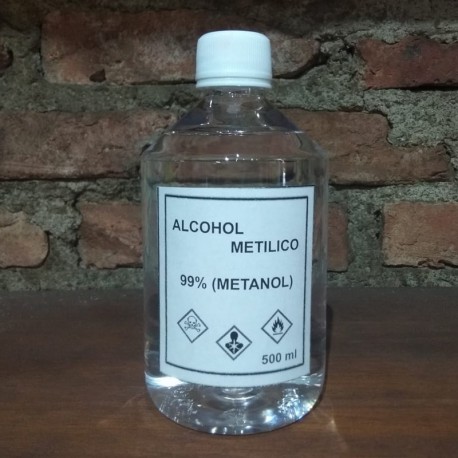 ALCOHOL
METILICO
99% (METANOL)
500 ml